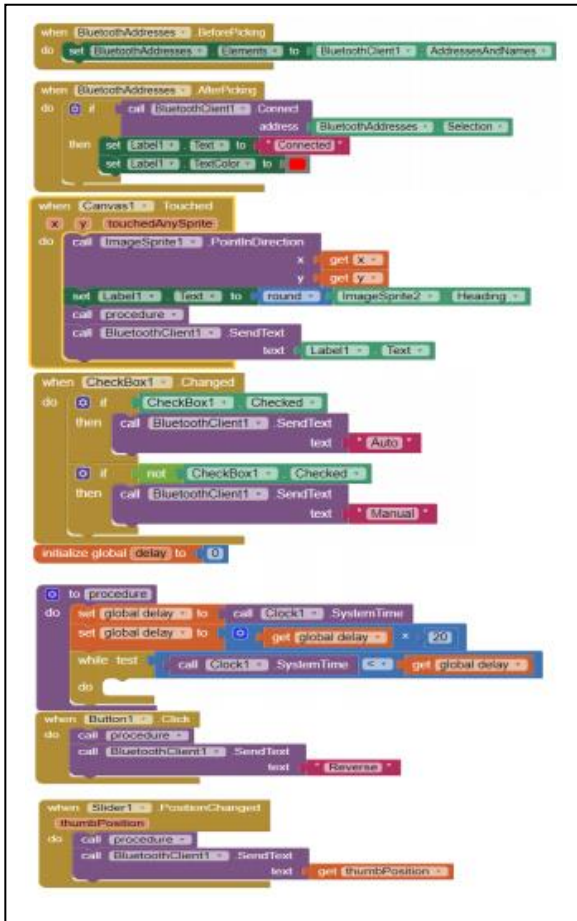 when BluetoothAddresses .BeforePicking
do set BluetoothAddresses . Elements to BluetoothClient1 . AddressesAndNames
when BluetoothAddresses .AfterPicking
do if call BluetoothClient1 .Connect
address BluetoothAddresses . Selection
then set Label1 . Text to " Connected "
set Label1 . TextColor to
when Canvas1 .Touched
x y touchedAnySprite
do call ImageSprite1 .PointInDirection
x get x
y get y
set Label1 . Text to round ImageSprite2 . Heading
call procedure
call BluetoothClient1 .SendText
text Label1 . Text
when CheckBox1 .Changed
do if CheckBox1 . Checked
then call BluetoothClient1 .SendText
text " Auto "
if not CheckBox1 . Checked
then call BluetoothClient1 .SendText
text " Manual "
initialize global delay to 0
to procedure
do set global delay to call Clock1 .SystemTime
set global delay to get global delay × 20
while test call Clock1 .SystemTime < get global delay
do
when Button1 .Click
do call procedure
call BluetoothClient1 .SendText
text " Reverse "
when Slider1 .PositionChanged
thumbPosition
do call procedure
call BluetoothClient1 .SendText
text get thumbPosition